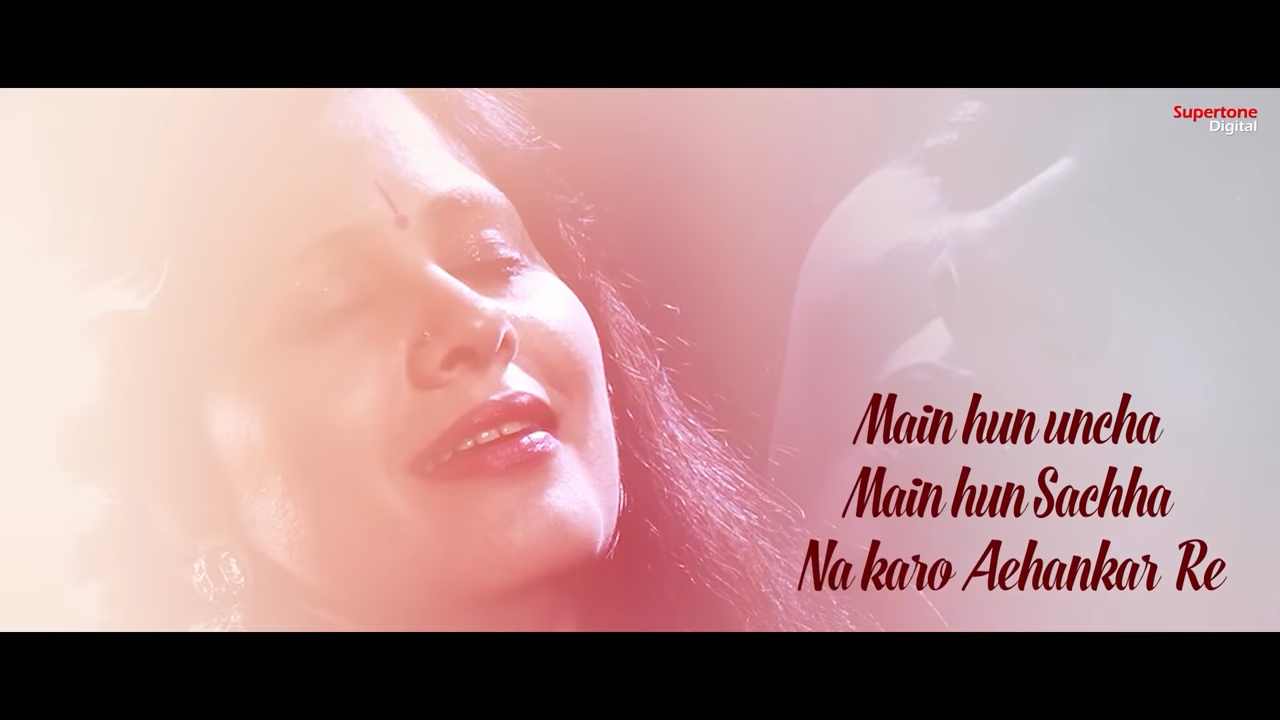 Supertone
Digital
Main hun uncha
Main hun Sachha
Na karo Aehankar Re